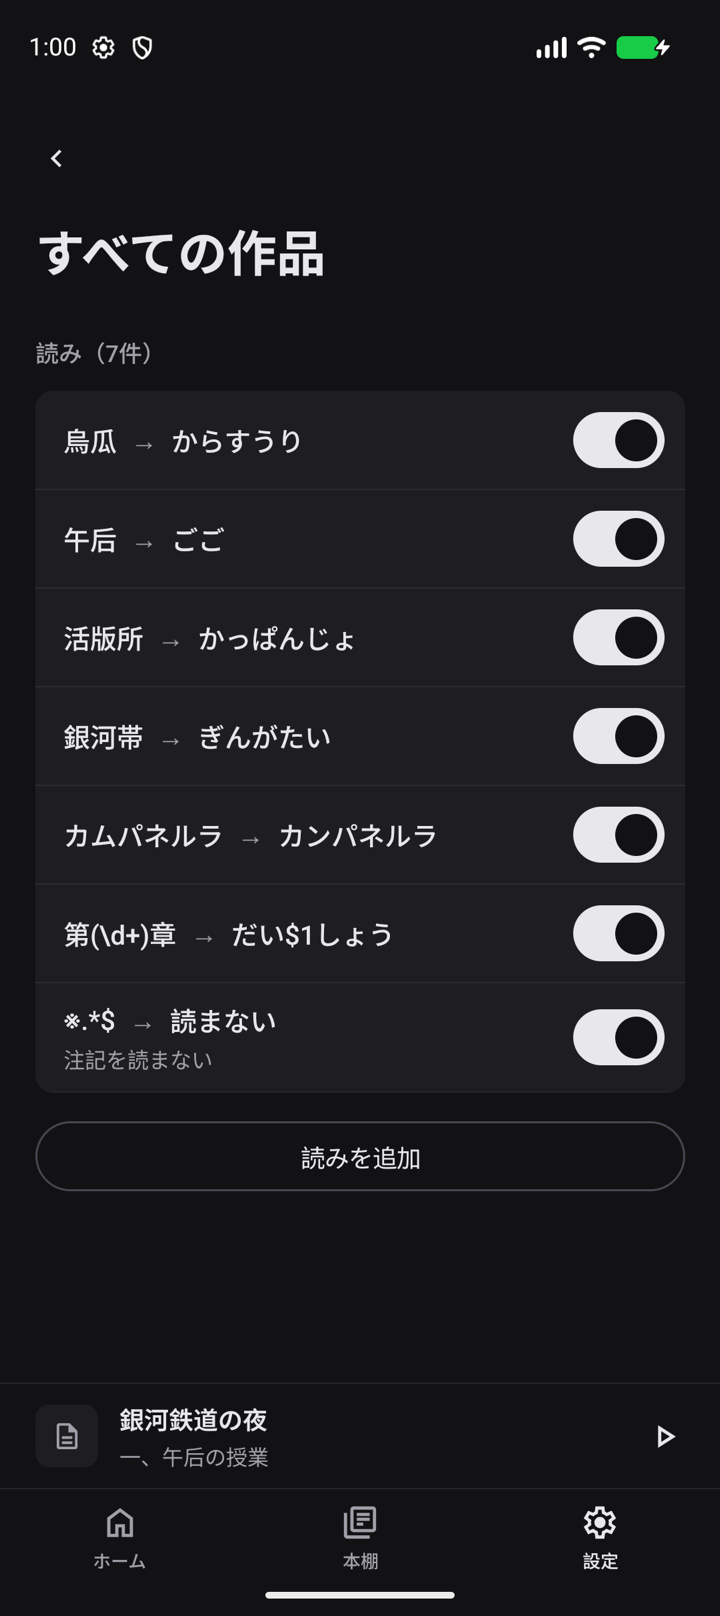 1:00
すべての作品
読み（7件）
烏瓜 → からすうり
午后 → ごご
活版所 → かっぱんじょ
銀河帯 → ぎんがたい
カムパネルラ → カンパネルラ
第(\d+)章 → だい$1しょう
※.*$ → 読まない
注記を読まない
読みを追加
銀河鉄道の夜
一、午后の授業
ホーム
本棚
設定